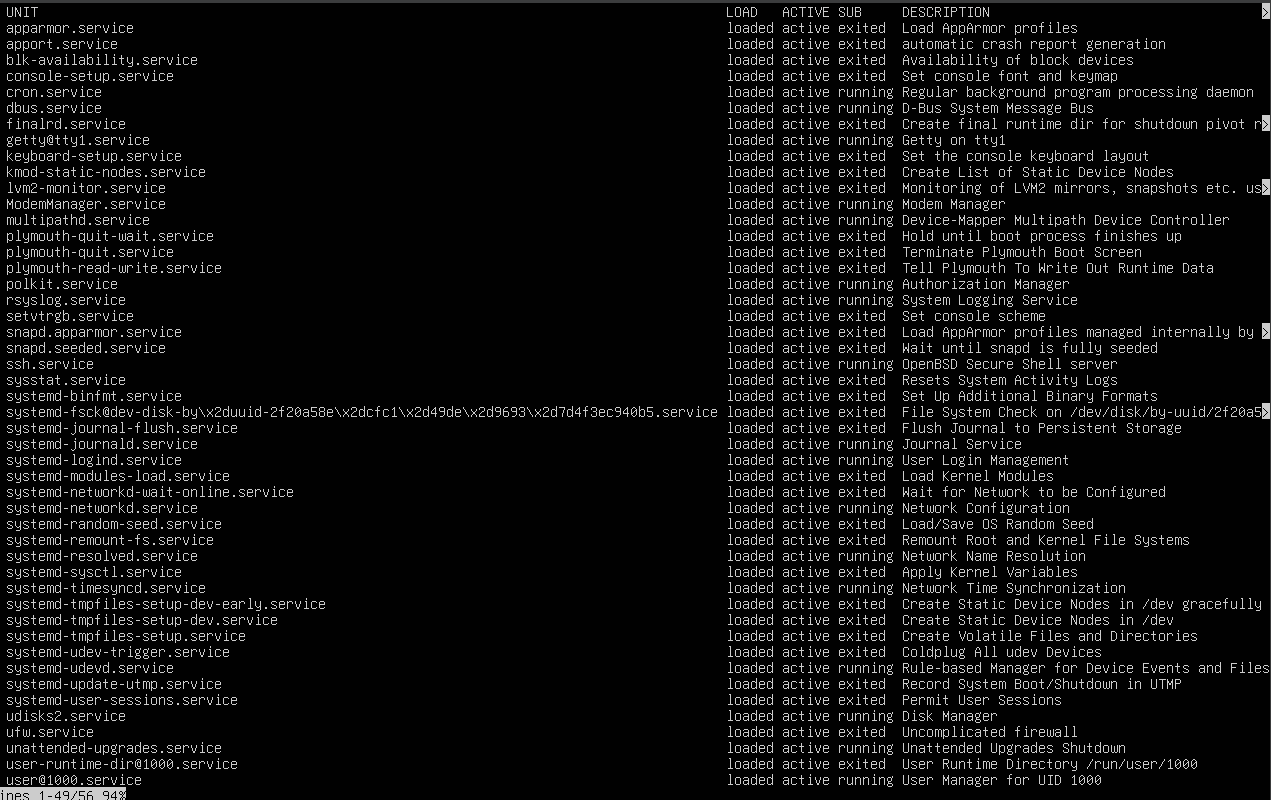 UNIT LOAD ACTIVE SUB DESCRIPTION >
apparmor.service loaded active exited Load AppArmor profiles
apport.service loaded active exited automatic crash report generation
blk-availability.service loaded active exited Availability of block devices
console-setup.service loaded active exited Set console font and keymap
cron.service loaded active running Regular background program processing daemon
dbus.service loaded active running D-Bus System Message Bus
finalrd.service loaded active exited Create final runtime dir for shutdown pivot r>
getty@tty1.service loaded active running Getty on tty1
keyboard-setup.service loaded active exited Set the console keyboard layout
kmod-static-nodes.service loaded active exited Create List of Static Device Nodes
lvm2-monitor.service loaded active exited Monitoring of LVM2 mirrors, snapshots etc. us>
ModemManager.service loaded active running Modem Manager
multipathd.service loaded active running Device-Mapper Multipath Device Controller
plymouth-quit-wait.service loaded active exited Hold until boot process finishes up
plymouth-quit.service loaded active exited Terminate Plymouth Boot Screen
plymouth-read-write.service loaded active exited Tell Plymouth To Write Out Runtime Data
polkit.service loaded active running Authorization Manager
rsyslog.service loaded active running System Logging Service
setvtrgb.service loaded active exited Set console scheme
snapd.apparmor.service loaded active exited Load AppArmor profiles managed internally by >
snapd.seeded.service loaded active exited Wait until snapd is fully seeded
ssh.service loaded active running OpenBSD Secure Shell server
sysstat.service loaded active exited Resets System Activity Logs
systemd-binfmt.service loaded active exited Set Up Additional Binary Formats
systemd-fsck@dev-disk-by\x2duuid-2f20a58e\x2dcfc1\x2d49de\x2d9693\x2d7d4f3ec940b5.service loaded active exited File System Check on /dev/disk/by-uuid/2f20a5>
systemd-journal-flush.service loaded active exited Flush Journal to Persistent Storage
systemd-journald.service loaded active running Journal Service
systemd-logind.service loaded active running User Login Management
systemd-modules-load.service loaded active exited Load Kernel Modules
systemd-networkd-wait-online.service loaded active exited Wait for Network to be Configured
systemd-networkd.service loaded active running Network Configuration
systemd-random-seed.service loaded active exited Load/Save OS Random Seed
systemd-remount-fs.service loaded active exited Remount Root and Kernel File Systems
systemd-resolved.service loaded active running Network Name Resolution
systemd-sysctl.service loaded active exited Apply Kernel Variables
systemd-timesyncd.service loaded active running Network Time Synchronization
systemd-tmpfiles-setup-dev-early.service loaded active exited Create Static Device Nodes in /dev gracefully
systemd-tmpfiles-setup-dev.service loaded active exited Create Static Device Nodes in /dev
systemd-tmpfiles-setup.service loaded active exited Create Volatile Files and Directories
systemd-udev-trigger.service loaded active exited Coldplug All udev Devices
systemd-udevd.service loaded active running Rule-based Manager for Device Events and Files
systemd-update-utmp.service loaded active exited Record System Boot/Shutdown in UTMP
systemd-user-sessions.service loaded active exited Permit User Sessions
udisks2.service loaded active running Disk Manager
ufw.service loaded active exited Uncomplicated firewall
unattended-upgrades.service loaded active running Unattended Upgrades Shutdown
user-runtime-dir@1000.service loaded active exited User Runtime Directory /run/user/1000
user@1000.service loaded active running User Manager for UID 1000
ines 1-49/56 94%